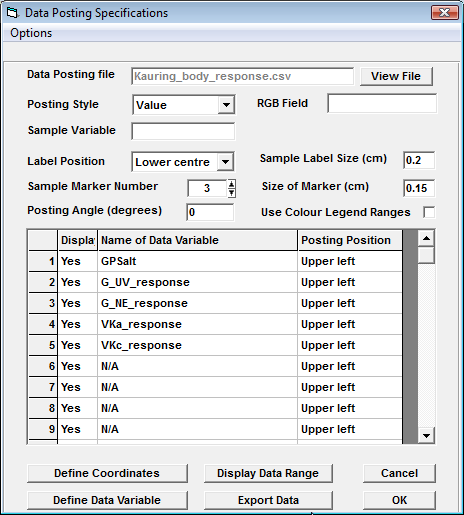 Data Posting Specifications
Options
Data Posting file Kauring_body_response.csv View File
Posting Style Value RGB Field
Sample Variable
Label Position Lower centre Sample Label Size (cm) 0.2
Sample Marker Number 3 Size of Marker (cm) 0.15
Posting Angle (degrees) 0 Use Colour Legend Ranges
Display Name of Data Variable Posting Position
1 Yes GPSalt Upper left
2 Yes G_UV_response Upper left
3 Yes G_NE_response Upper left
4 Yes VKa_response Upper left
5 Yes VKc_response Upper left
6 Yes N/A Upper left
7 Yes N/A Upper left
8 Yes N/A Upper left
9 Yes N/A Upper left
Define Coordinates Display Data Range Cancel
Define Data Variable Export Data OK